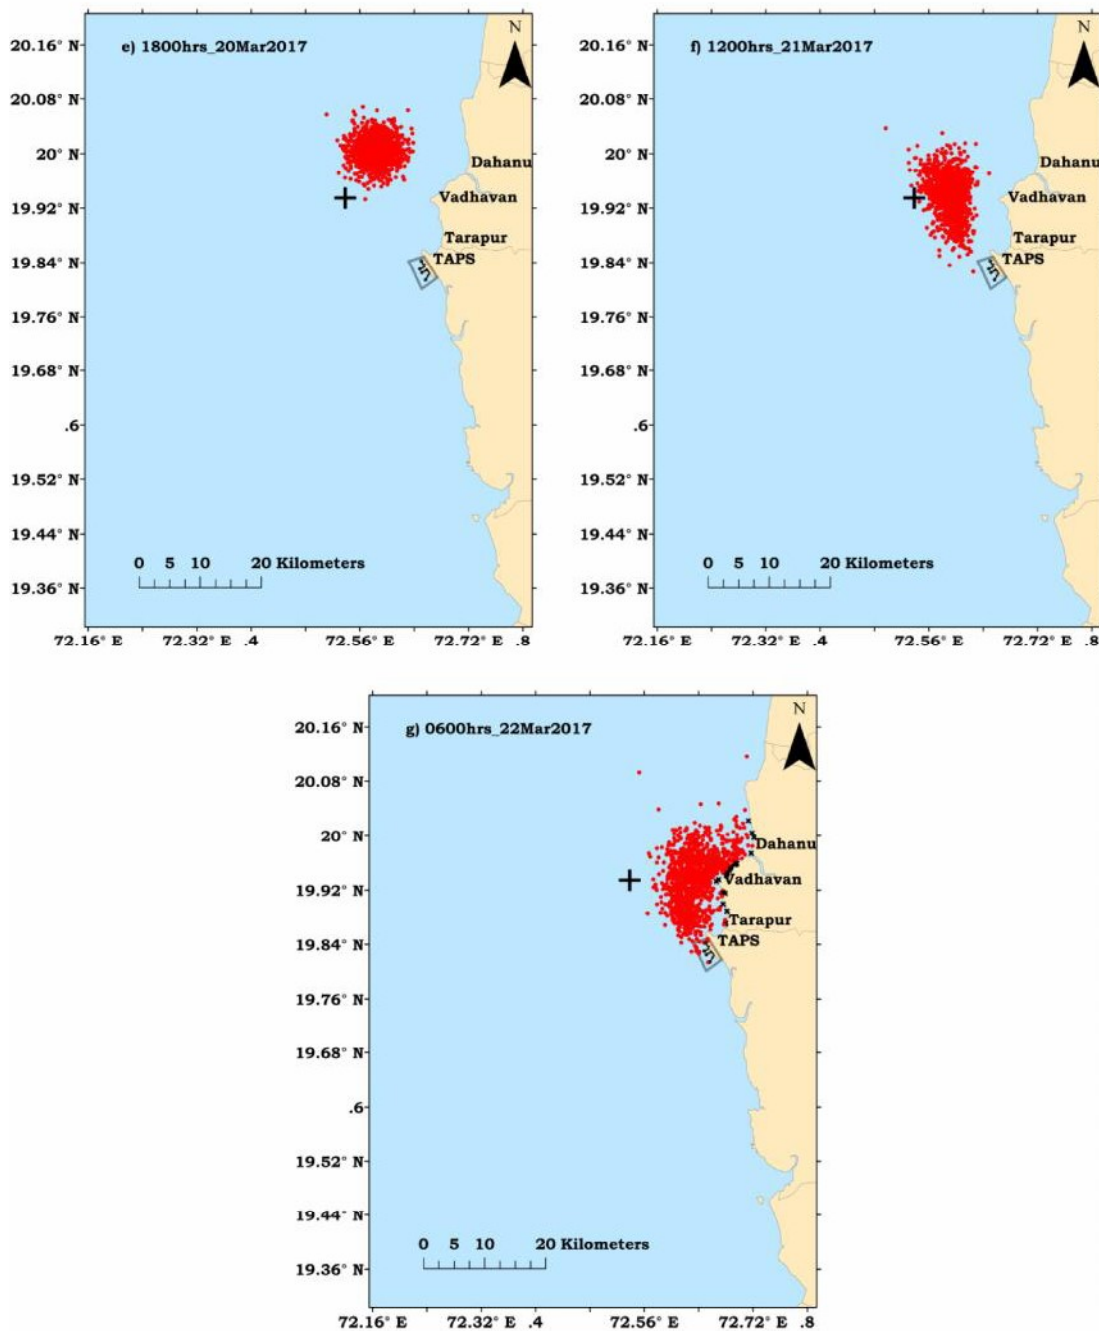 e) 1800hrs_20Mar2017
N
20.16° N
20.08° N
20° N
19.92° N
19.84° N
19.76° N
19.68° N
.6
19.52° N
19.44° N
19.36° N
Dahanu
Vadhavan
Tarapur
TAPS
0 5 10 20 Kilometers
72.16° E 72.32° E .4 72.56° E 72.72° E .8
f) 1200hrs_21Mar2017
N
20.16° N
20.08° N
20° N
19.92° N
19.84° N
19.76° N
19.68° N
.6
19.52° N
19.44° N
19.36° N
Dahanu
Vadhavan
Tarapur
TAPS
0 5 10 20 Kilometers
72.16° E 72.32° E .4 72.56° E 72.72° E .8
g) 0600hrs_22Mar2017
N
20.16° N
20.08° N
20° N
19.92° N
19.84° N
19.76° N
19.68° N
.6
19.52° N
19.44° N
19.36° N
Dahanu
Vadhavan
Tarapur
TAPS
0 5 10 20 Kilometers
72.16° E 72.32° E .4 72.56° E 72.72° E .8